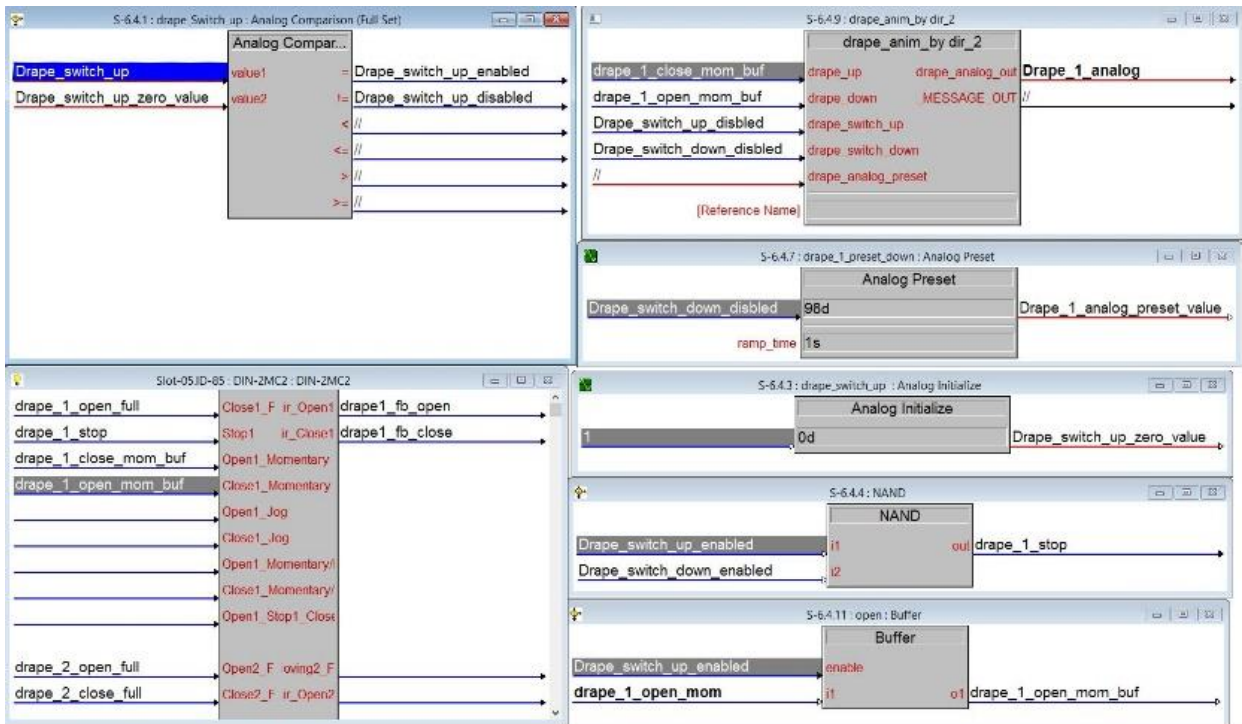 S-6.4.1 : drape_Switch_up : Analog Comparison (Full Set)
Analog Compar...
Drape_switch_up value1 = Drape_switch_up_enabled
Drape_switch_up_zero_value value2 != Drape_switch_up_disabled
< //
<= //
> //
>= //
S-6.4.9 : drape_anim_by dir_2
drape_anim_by dir_2
drape_1_close_mom_buf drape_up drape_analog_out Drape_1_analog
drape_1_open_mom_buf drape_down MESSAGE_OUT //
Drape_switch_up_disbled drape_switch_up
Drape_switch_down_disbled drape_switch_down
// drape_analog_preset
[Reference Name]
S-6.4.7 : drape_1_preset_down : Analog Preset
Analog Preset
Drape_switch_down_disbled 98d Drape_1_analog_preset_value
ramp_time 1s
Slot-05.ID-85 : DIN-2MC2 : DIN-2MC2
drape_1_open_full Close1_F ir_Open1 drape1_fb_open
drape_1_stop Stop1 ir_Close1 drape1_fb_close
drape_1_close_mom_buf Open1_Momentary
drape_1_open_mom_buf Close1_Momentary
Open1_Jog
Close1_Jog
Open1_Momentary/
Close1_Momentary/
Open1_Stop1_Close
drape_2_open_full Open2_F oving2_F
drape_2_close_full Close2_F ir_Open2
S-6.4.3 : drape_switch_up : Analog Initialize
Analog Initialize
1 0d Drape_switch_up_zero_value
S-6.4.4 : NAND
NAND
Drape_switch_up_enabled i1 out drape_1_stop
Drape_switch_down_enabled i2
S-6.4.11 : open : Buffer
Buffer
Drape_switch_up_enabled enable
drape_1_open_mom i1 o1 drape_1_open_mom_buf